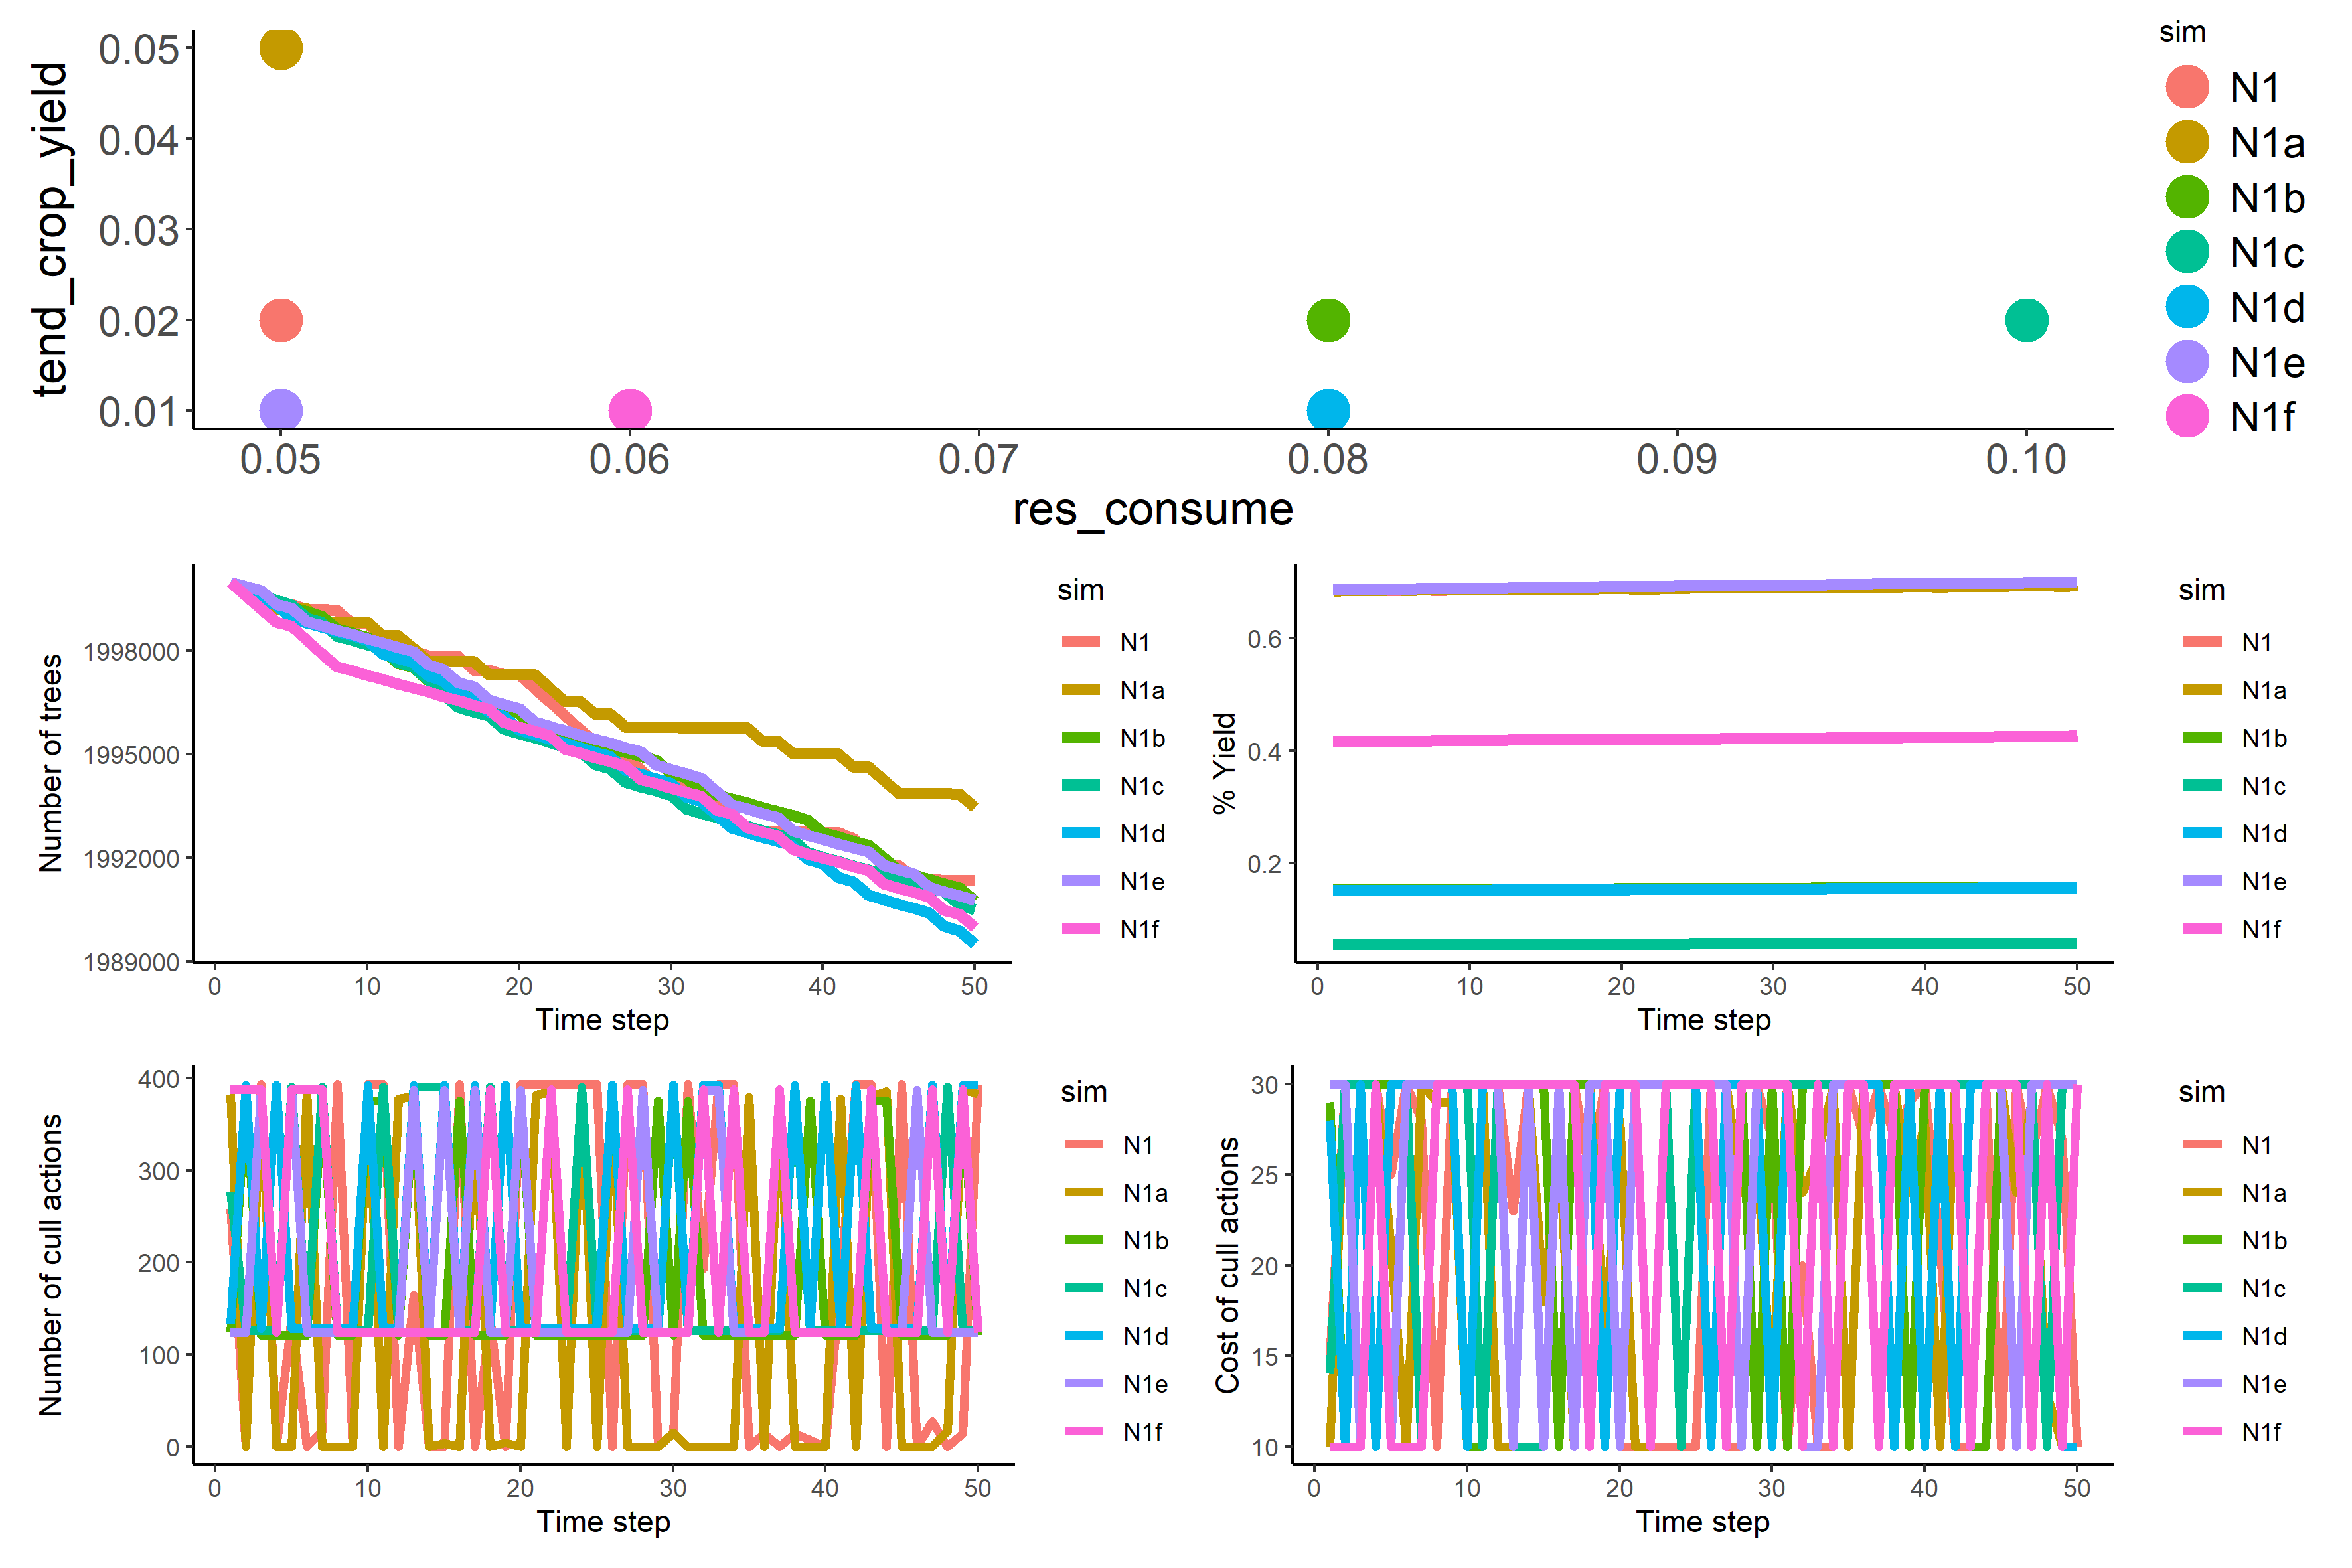 sim
N1
N1a
N1b
N1c
N1d
N1e
N1f
tend_crop_yield
0.05
0.04
0.03
0.02
0.01
0.05 0.06 0.07 0.08 0.09 0.10
res_consume
Number of trees
1998000
1995000
1992000
1989000
0 10 20 30 40 50
Time step
sim
N1
N1a
N1b
N1c
N1d
N1e
N1f
% Yield
0.6
0.4
0.2
0 10 20 30 40 50
Time step
sim
N1
N1a
N1b
N1c
N1d
N1e
N1f
Number of cull actions
400
300
200
100
0
0 10 20 30 40 50
Time step
sim
N1
N1a
N1b
N1c
N1d
N1e
N1f
Cost of cull actions
30
25
20
15
10
0 10 20 30 40 50
Time step
sim
N1
N1a
N1b
N1c
N1d
N1e
N1f